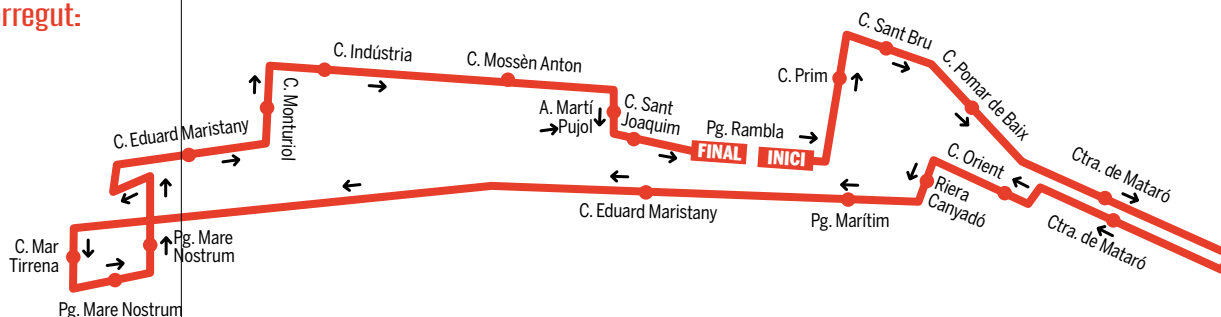 rregut:
C. Sant Bru
C. Indústria
C. Mossèn Anton
C. Prim
C. Pomar de Baix
C. Monturiol
A. Martí
Pujol
C. Sant
Joaquim
Pg. Rambla
C. Eduard Maristany
FINAL
INICI
C. Orient
Ctra. de Mataró
Riera
Canyadó
C. Eduard Maristany
Pg. Marítim
Ctra. de Mataró
C. Mar
Tirrena
Pg. Mare
Nostrum
Pg. Mare Nostrum